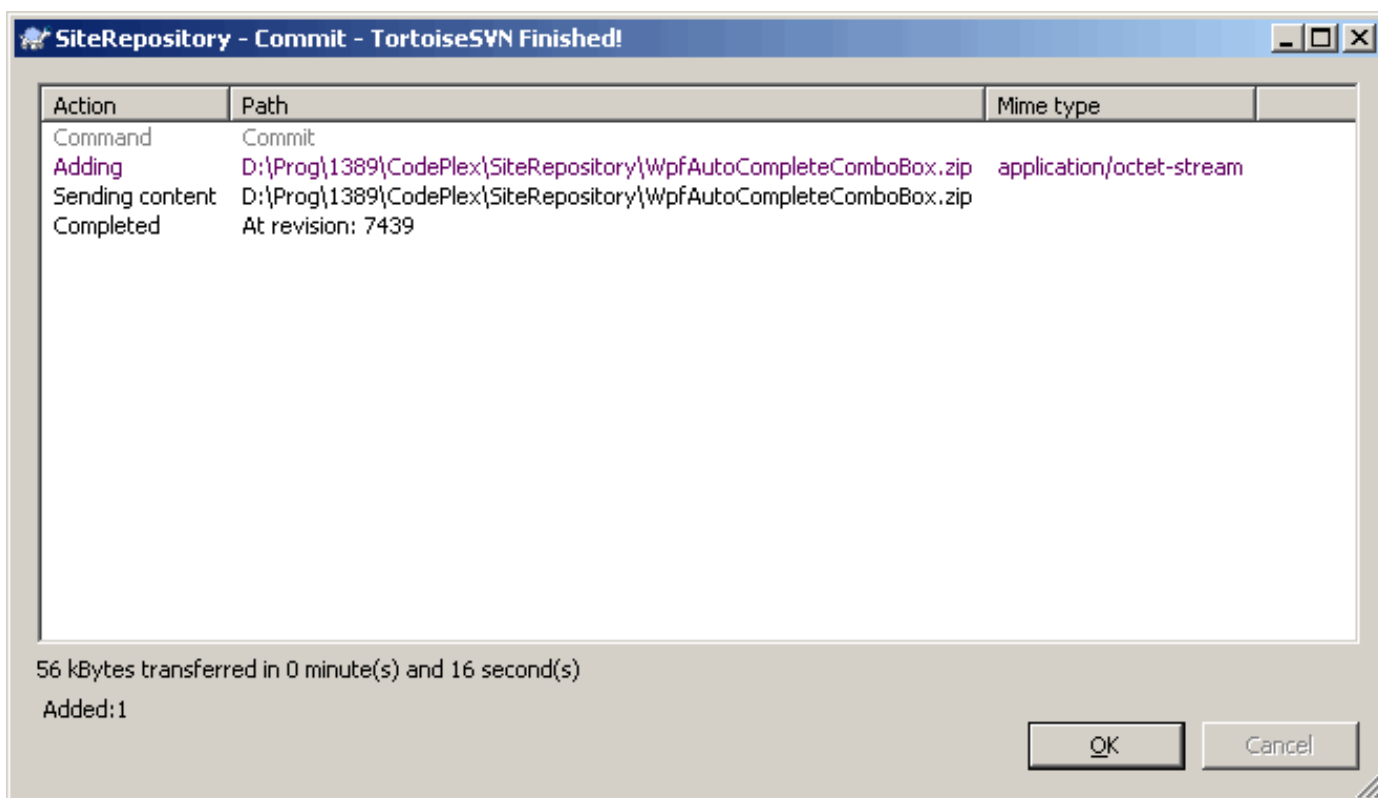 SiteRepository - Commit - TortoiseSVN Finished!
Action Path Mime type
Command Commit
Adding D:\Prog\1389\CodePlex\SiteRepository\WpfAutoCompleteComboBox.zip application/octet-stream
Sending content D:\Prog\1389\CodePlex\SiteRepository\WpfAutoCompleteComboBox.zip
Completed At revision: 7439
56 kBytes transferred in 0 minute(s) and 16 second(s)
Added:1
OK Cancel